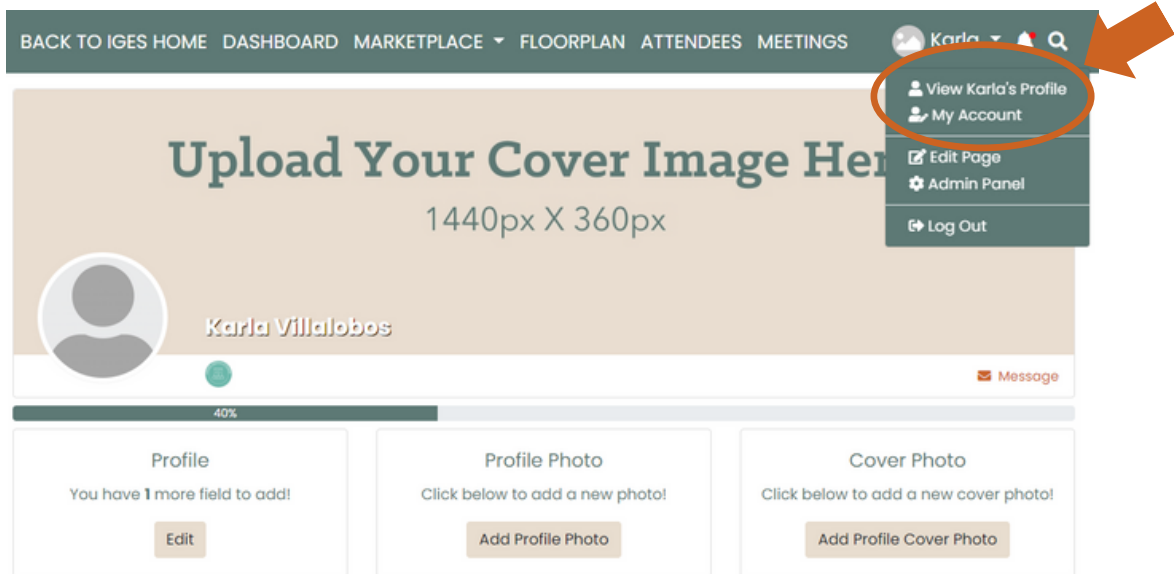 BACK TO IGES HOME DASHBOARD MARKETPLACE FLOORPLAN ATTENDEES MEETINGS Karla
View Karla's Profile
My Account
Edit Page
Admin Panel
Log Out
Upload Your Cover Image Her
1440px X 360px
Karla Villalobos
Message
40%
Profile
You have 1 more field to add!
Edit
Profile Photo
Click below to add a new photo!
Add Profile Photo
Cover Photo
Click below to add a new cover photo!
Add Profile Cover Photo